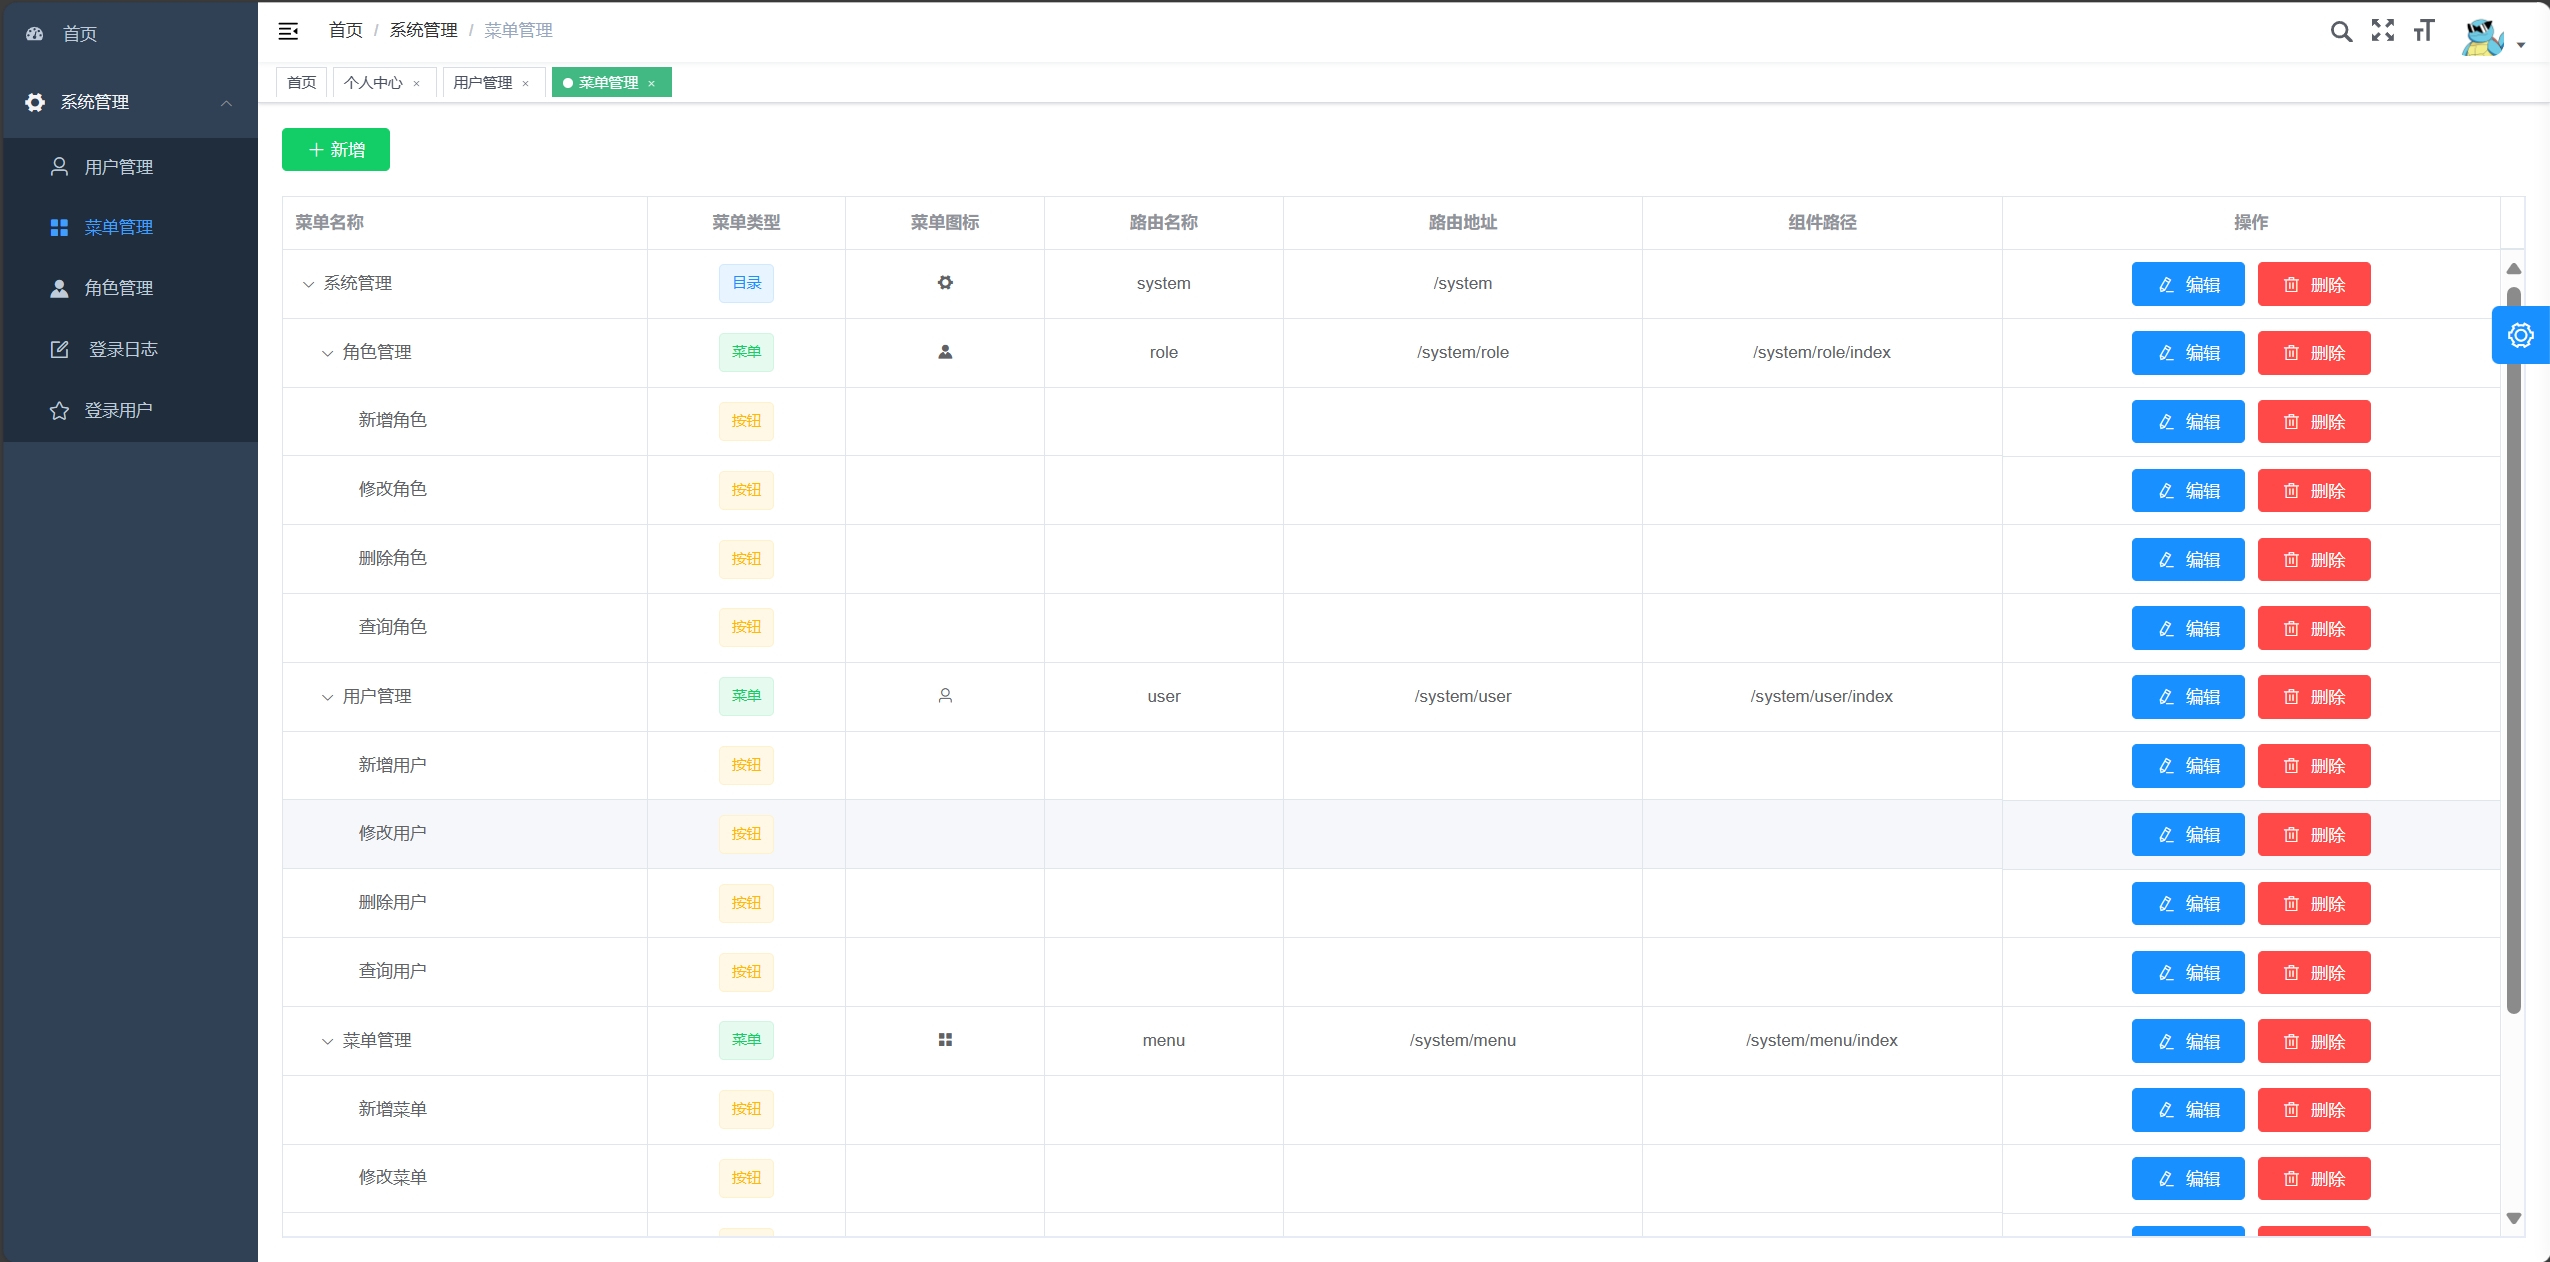 首页
系统管理
用户管理
菜单管理
角色管理
登录日志
登录用户
首页 / 系统管理 / 菜单管理
首页 个人中心 × 用户管理 × 菜单管理 ×
新增
菜单名称 菜单类型 菜单图标 路由名称 路由地址 组件路径 操作
系统管理 目录 system /system 编辑 删除
角色管理 菜单 role /system/role /system/role/index 编辑 删除
新增角色 按钮 编辑 删除
修改角色 按钮 编辑 删除
删除角色 按钮 编辑 删除
查询角色 按钮 编辑 删除
用户管理 菜单 user /system/user /system/user/index 编辑 删除
新增用户 按钮 编辑 删除
修改用户 按钮 编辑 删除
删除用户 按钮 编辑 删除
查询用户 按钮 编辑 删除
菜单管理 菜单 menu /system/menu /system/menu/index 编辑 删除
新增菜单 按钮 编辑 删除
修改菜单 按钮 编辑 删除